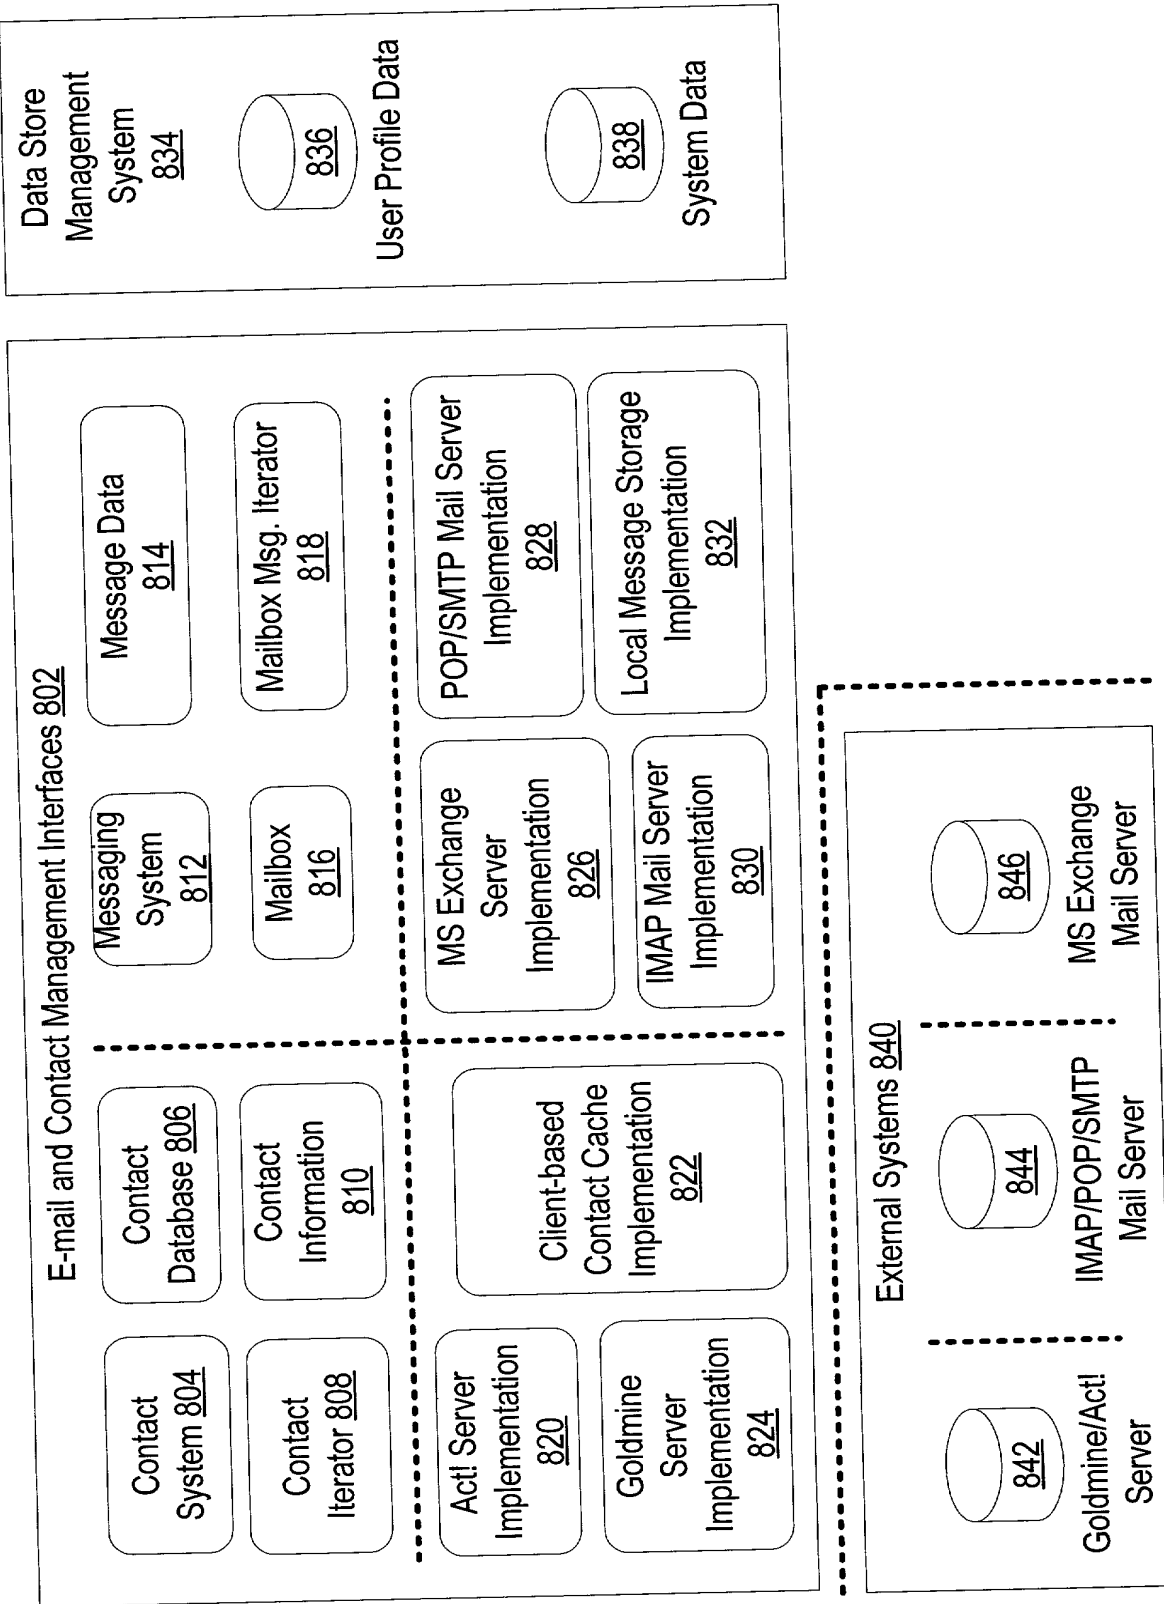 E-mail and Contact Management Interfaces 802
Contact
System 804
Contact
Database 806
Contact
Iterator 808
Contact
Information
810
Messaging
System
812
Message Data
814
Mailbox
816
Mailbox Msg. Iterator
818
Act! Server
Implementation
820
Goldmine
Server
Implementation
824
Client-based
Contact Cache
Implementation
822
MS Exchange
Server
Implementation
826
IMAP Mail Server
Implementation
830
POP/SMTP Mail Server
Implementation
828
Local Message Storage
Implementation
832
Data Store
Management
System
834
836
User Profile Data
838
System Data
External Systems 840
842
Goldmine/Act!
Server
844
IMAP/POP/SMTP
Mail Server
846
MS Exchange
Mail Server